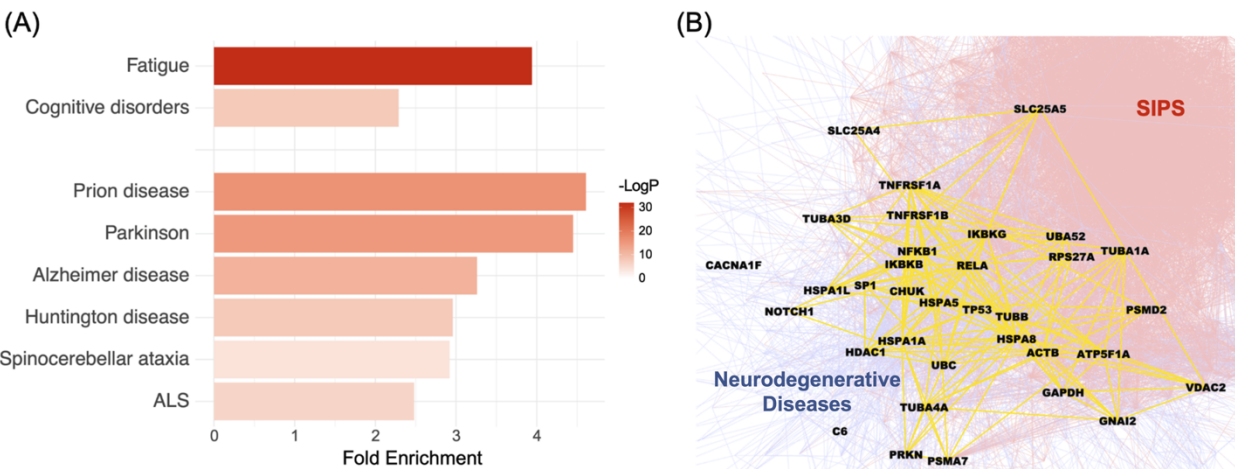 (A)
Fatigue
Cognitive disorders
Prion disease
Parkinson
Alzheimer disease
Huntington disease
Spinocerebellar ataxia
ALS
0 1 2 3 4
Fold Enrichment
-LogP
30
20
10
0
(B)
SIPS
SLC25A5
SLC25A4
TNFRSF1A
TUBA3D
TNFRSF1B
IKBKG
UBA52
NFKB1
TUBA1A
RPS27A
CACNA1F
IKBKB
RELA
HSPA1L
SP1
CHUK
HSPA5
TP53
NOTCH1
TUBB
PSMD2
HSPA1A
HSPA8
HDAC1
ACTB
ATP5F1A
UBC
Neurodegenerative
Diseases
VDAC2
GAPDH
TUBA4A
GNAI2
C6
PRKN
PSMA7